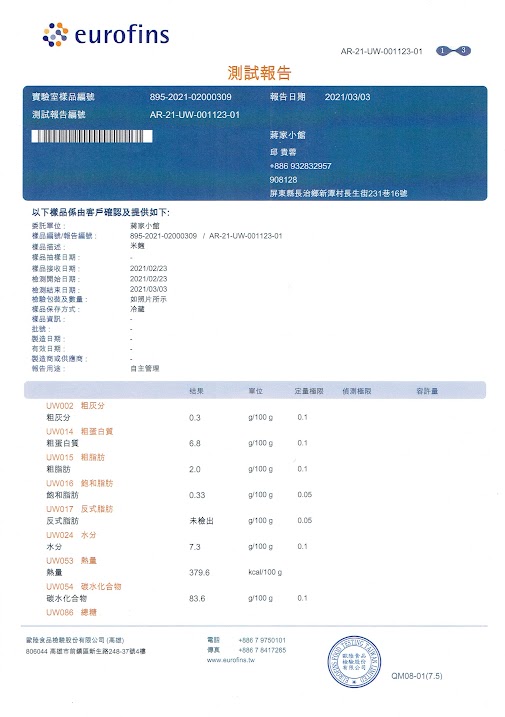 eurofins
AR-21-UW-001123-01
1 3
測試報告
實驗室樣品編號 895-2021-02000309 報告日期 2021/03/03
測試報告編號 AR-21-UW-001123-01
蔣家小館
邱 貴蓉
+886 932832957
908128
屏東縣長治鄉新潭村長生街231巷16號
以下樣品係由客戶確認及提供如下:
委託單位: 蔣家小館
樣品編號/報告編號: 895-2021-02000309 / AR-21-UW-001123-01
樣品描述: 米麵
樣品抽樣日期: -
樣品接收日期: 2021/02/23
檢測開始日期: 2021/02/23
檢測結束日期: 2021/03/03
檢驗包裝及數量: 如照片所示
樣品保存方式: 冷藏
樣品資訊: -
批號: -
製造日期: -
有效日期: -
製造商或供應商: -
報告用途: 自主管理
結果 單位 定量極限 偵測極限 容許量
UW002 粗灰分
粗灰分 0.3 g/100 g 0.1
UW014 粗蛋白質
粗蛋白質 6.8 g/100 g 0.1
UW015 粗脂肪
粗脂肪 2.0 g/100 g 0.1
UW016 飽和脂肪
飽和脂肪 0.33 g/100 g 0.05
UW017 反式脂肪
反式脂肪 未檢出 g/100 g 0.05
UW024 水分
水分 7.3 g/100 g 0.1
UW053 熱量
熱量 379.6 kcal/100 g
UW054 碳水化合物
碳水化合物 83.6 g/100 g 0.1
UW086 總糖
歐陸食品檢驗股份有限公司 (高雄) 電話 +886 7 9750101
806044 高雄市前鎮區新生路248-37號4樓 傳真 +886 7 8417265
www.eurofins.tw
EUROFINS FOOD TESTING TAIWAN LIMITED
歐陸食品
檢驗股份
有限公司
QM08-01(7.5)